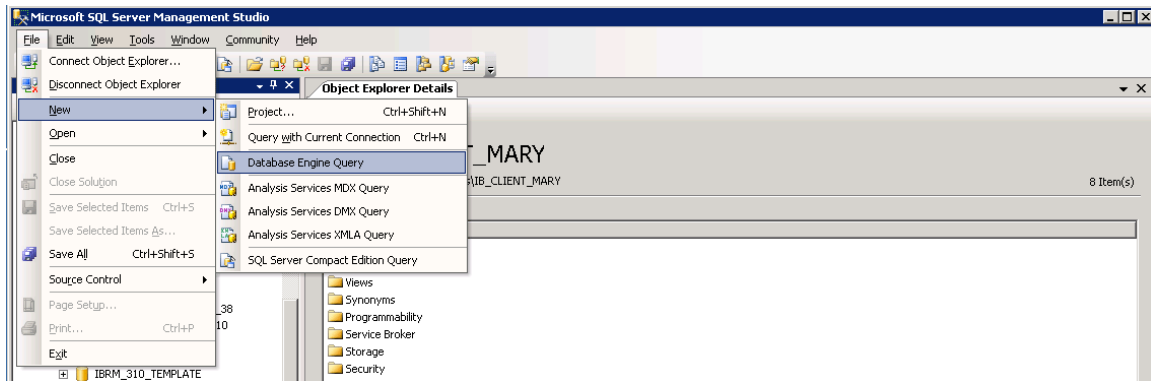 Microsoft SQL Server Management Studio
File Edit View Tools Window Community Help
Connect Object Explorer...
Disconnect Object Explorer
New
Open
Close
Close Solution
Save Selected Items Ctrl+S
Save Selected Items As...
Save All Ctrl+Shift+S
Source Control
Page Setup...
Print... Ctrl+P
Exit
Project... Ctrl+Shift+N
Query with Current Connection Ctrl+N
Database Engine Query
Analysis Services MDX Query
Analysis Services DMX Query
Analysis Services XMLA Query
SQL Server Compact Edition Query
Object Explorer Details
T_MARY
\IB_CLIENT_MARY 8 Item(s)
Views
Synonyms
Programmability
Service Broker
Storage
Security
_38
10
IBRM_310_TEMPLATE